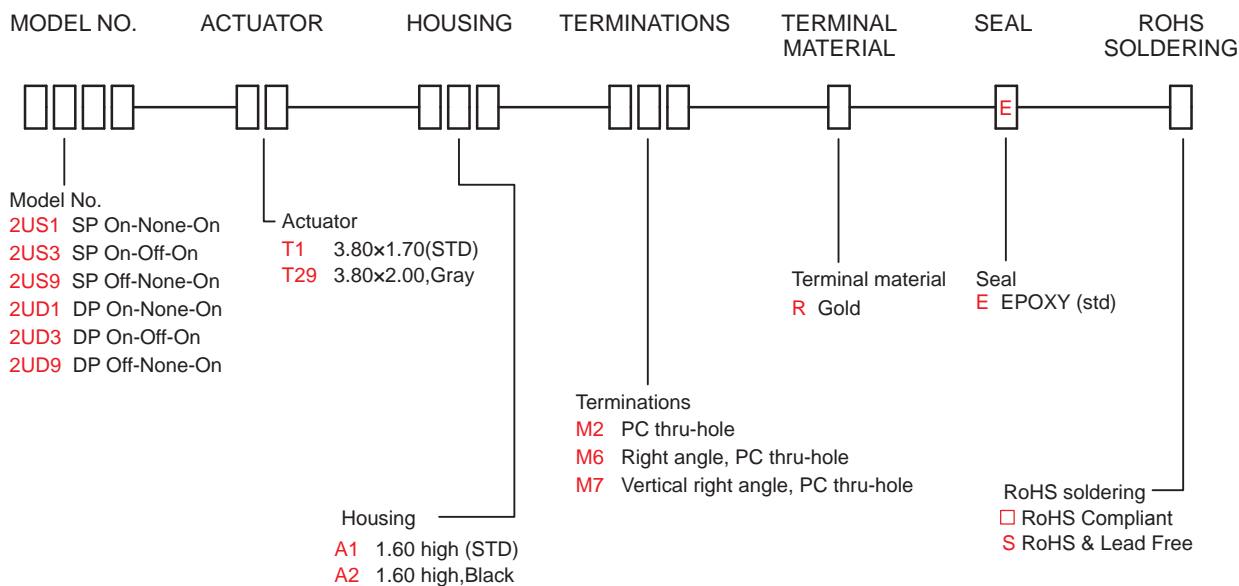 MODEL NO. ACTUATOR HOUSING TERMINATIONS TERMINAL MATERIAL SEAL ROHS SOLDERING
E
Model No.
2US1 SP On-None-On
2US3 SP On-Off-On
2US9 SP Off-None-On
2UD1 DP On-None-On
2UD3 DP On-Off-On
2UD9 DP Off-None-On
Actuator
T1 3.80×1.70(STD)
T29 3.80×2.00,Gray
Housing
A1 1.60 high (STD)
A2 1.60 high,Black
Terminations
M2 PC thru-hole
M6 Right angle, PC thru-hole
M7 Vertical right angle, PC thru-hole
Terminal material
R Gold
Seal
E EPOXY (std)
RoHS soldering
□ RoHS Compliant
S RoHS & Lead Free